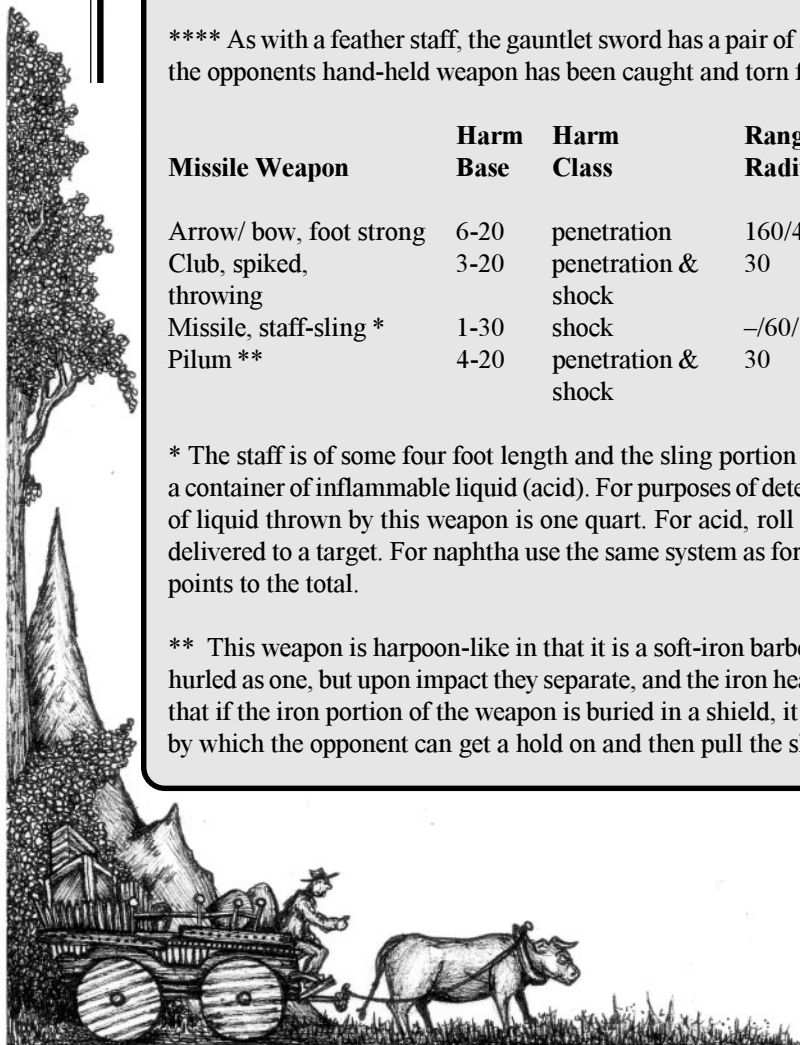 **** As with a feather staff, the gauntlet sword has a pair of
the opponents hand-held weapon has been caught and torn
Harm Harm
Missile Weapon Base Class
Arrow/ bow, foot strong 6-20 penetration 160/4
Club, spiked, 3-20 penetration & 30
throwing shock
Missile, staff-sling * 1-30 shock –/60/
Pilum ** 4-20 penetration & 30
shock
* The staff is of some four foot length and the sling portion
a container of inflammable liquid (acid). For purposes of
of liquid thrown by this weapon is one quart. For acid, roll
delivered to a target. For naphtha use the same system as for
points to the total.
** This weapon is harpoon-like in that it is a soft-iron
hurled as one, but upon impact they separate, and the iron
that if the iron portion of the weapon is buried in a shield, it
by which the opponent can get a hold on and then pull the